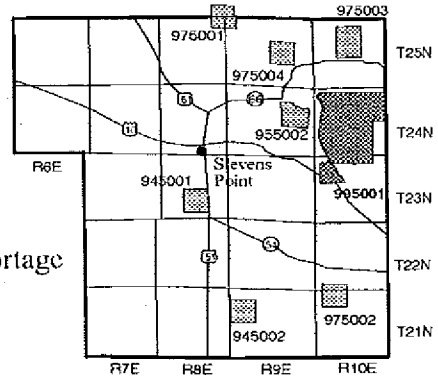 975003
975001
T25N
975004
51
66
10
955002
T24N
R6E
Stevens
Point
945001
995001
T23N
ortage
54
T22N
975002
945002
T21N
R7E R8E R9E R10E